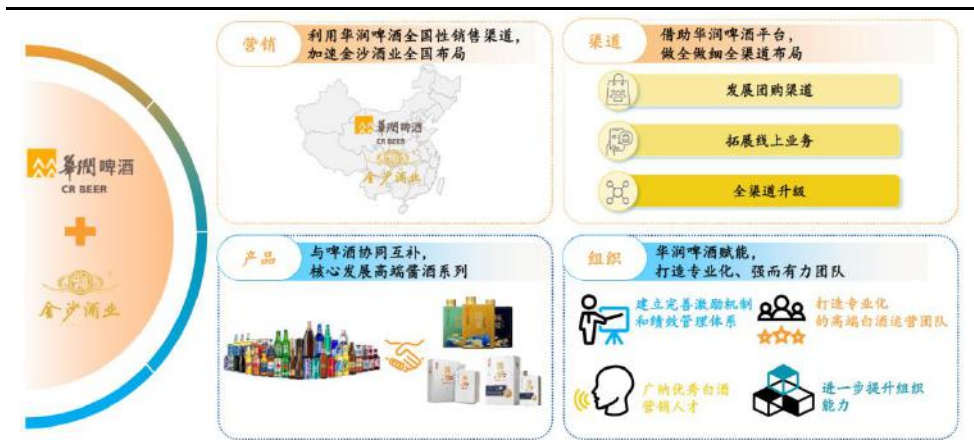 華潤啤酒
CR BEER
金沙酒业
营销
利用华润啤酒全国性销售渠道，
加速金沙酒业全国布局
華潤啤酒
CR BEER
金沙酒业
渠道
借助华润啤酒平台，
做全做细全渠道布局
发展团购渠道
拓展线上业务
全渠道升级
产品
与啤酒协同互补，
核心发展高端酱酒系列
组织
华润啤酒赋能，
打造专业化、强而有力团队
建立完善激励机制
和绩效管理体系
打造专业化
的高端白酒运营团队
广纳优秀白酒
营销人才
进一步提升组织
能力